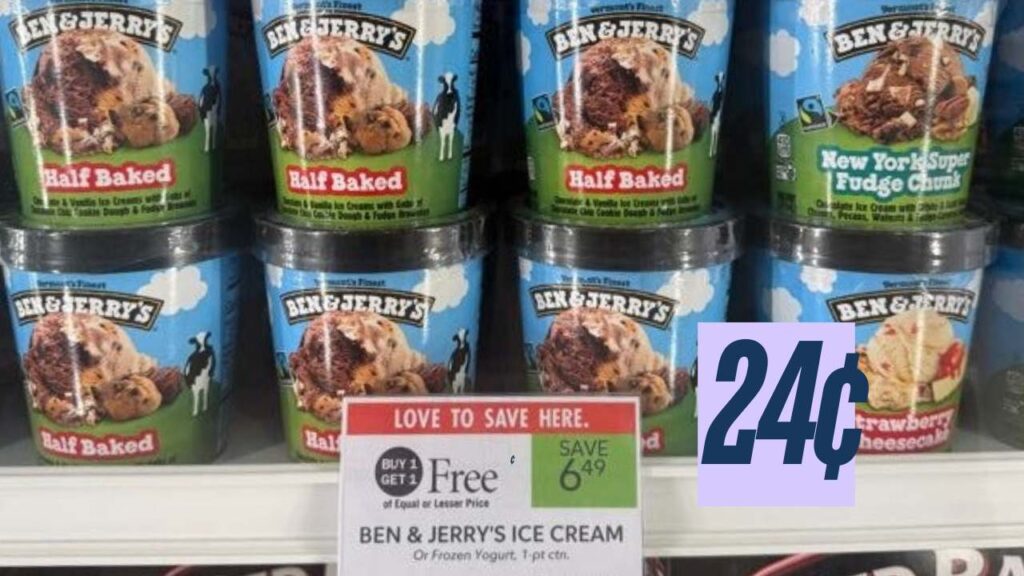 Vermont's Finest
BEN & JERRY'S
Half Baked
BEN & JERRY'S
Half Baked
BEN & JERRY'S
Half Baked
BEN & JERRY'S
New York Super
Fudge Chunk
BEN & JERRY'S
Half Baked
BEN & JERRY'S
BEN & JERRY'S
BEN & JERRY'S
Strawberry
Cheesecake
24¢
LOVE TO SAVE HERE.
BUY 1
GET 1
Free
¢
of Equal or Lesser Price
SAVE
6 49
BEN & JERRY'S ICE CREAM
Or Frozen Yogurt, 1-pt ctn.